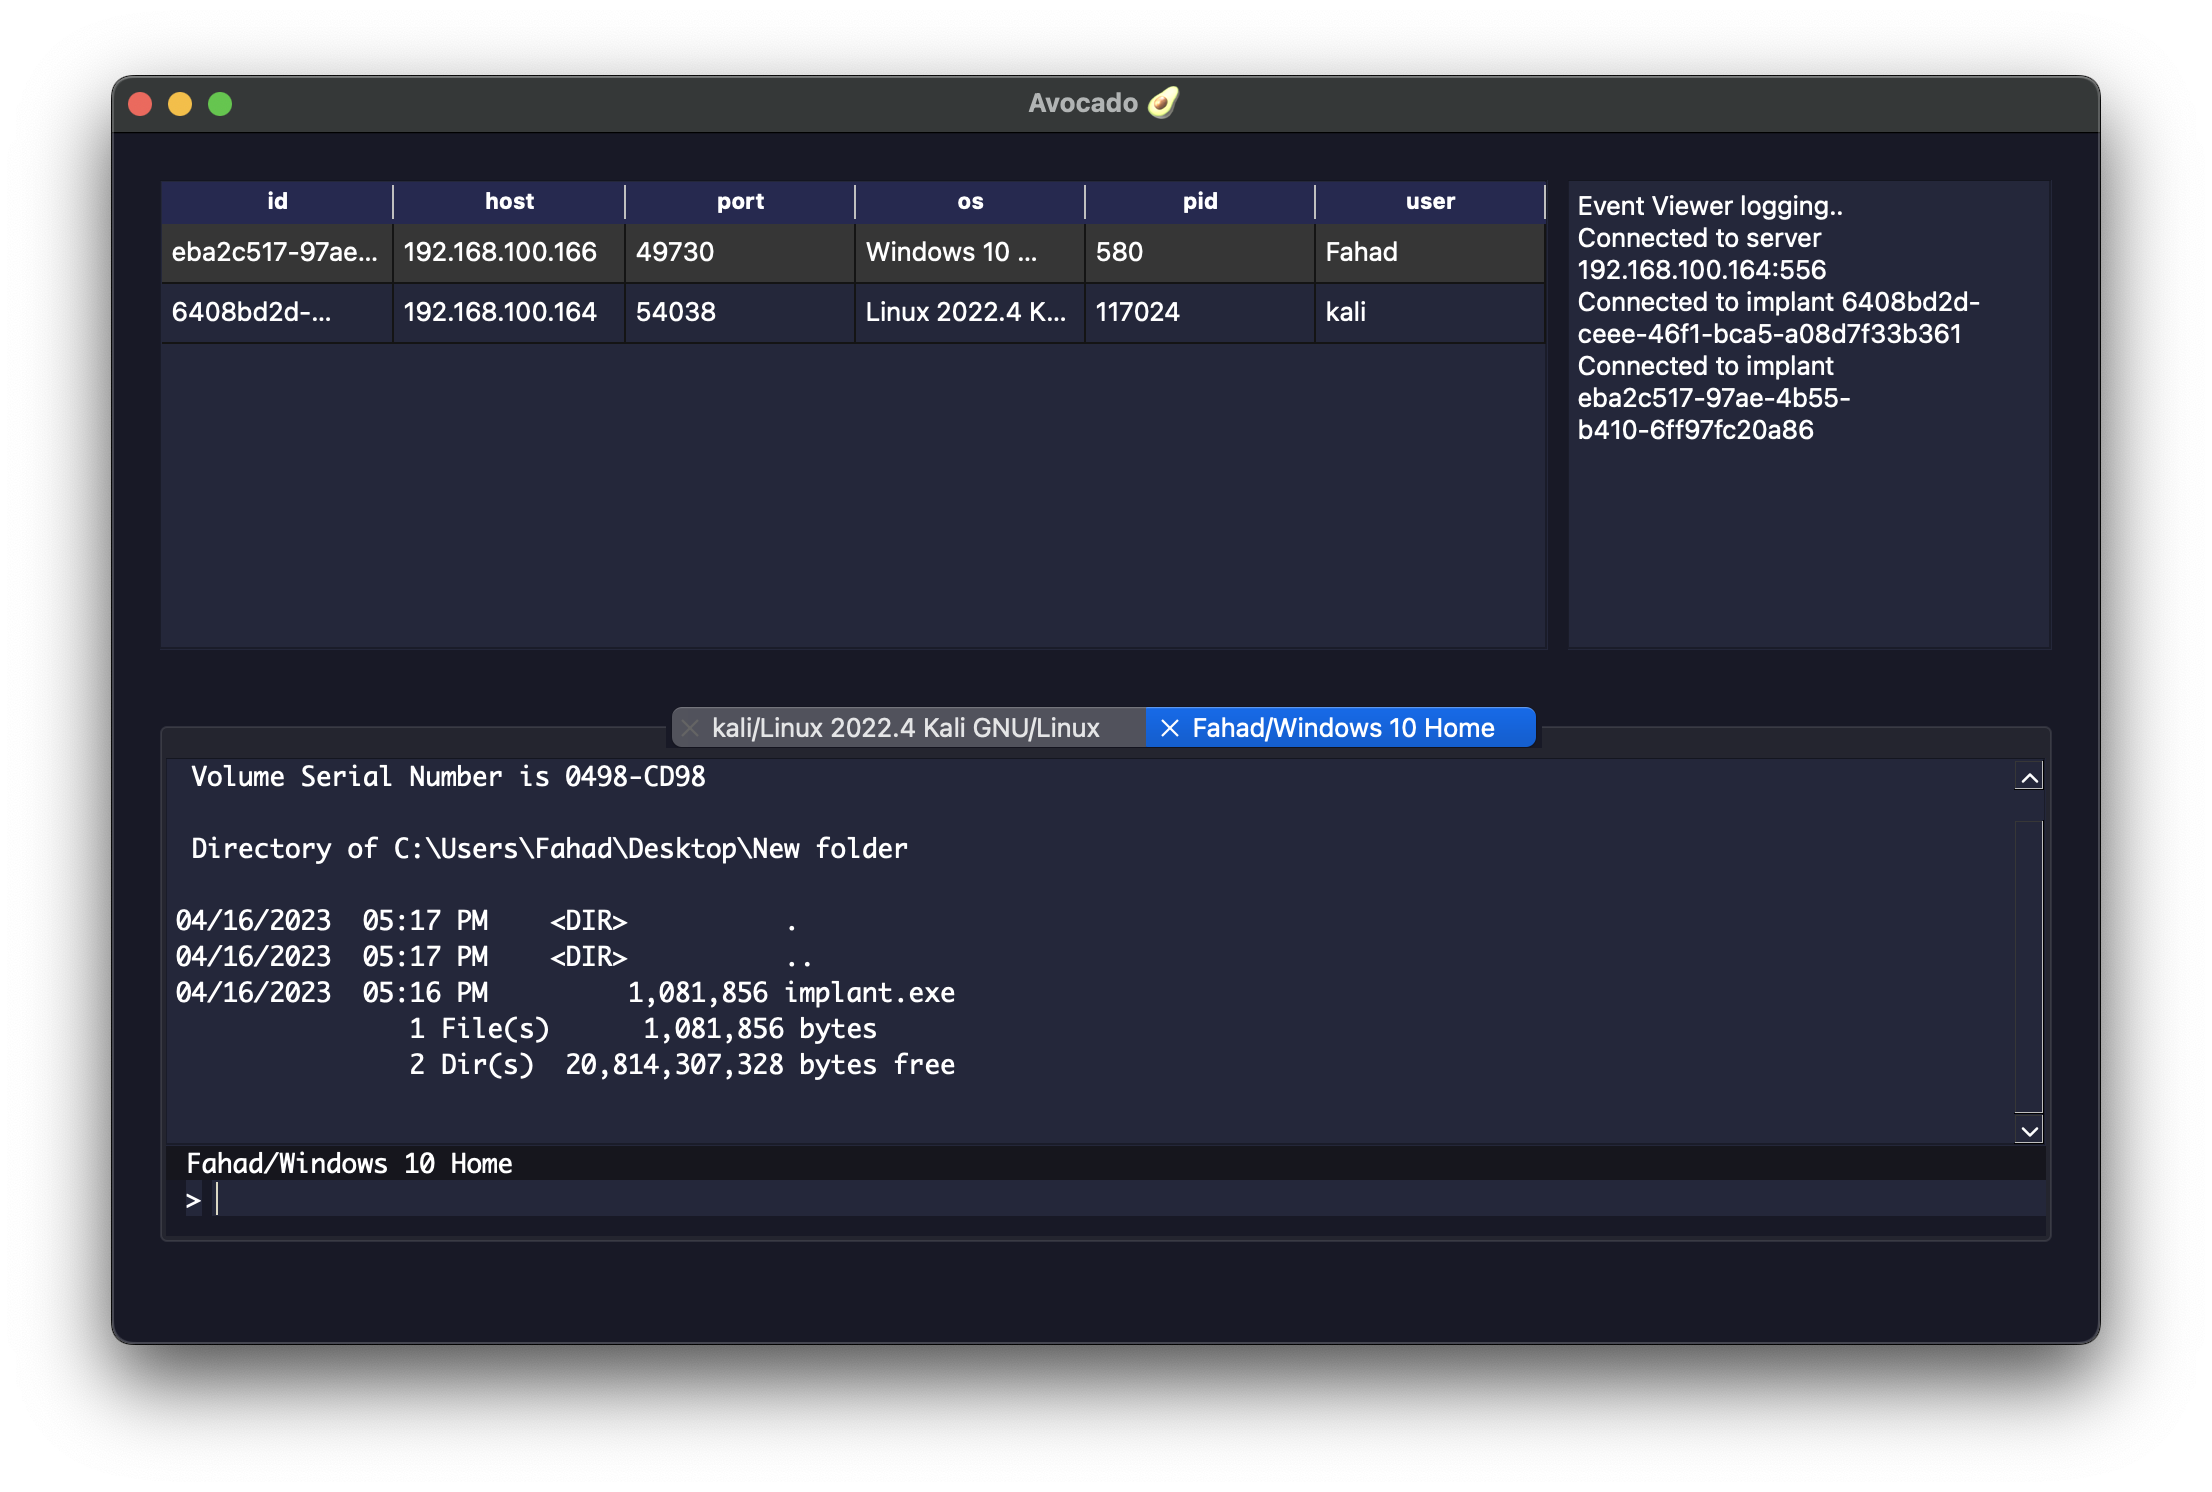 Avocado 🥑
id host port os pid user
eba2c517-97ae... 192.168.100.166 49730 Windows 10 ... 580 Fahad
6408bd2d-... 192.168.100.164 54038 Linux 2022.4 K... 117024 kali
Event Viewer logging..
Connected to server
192.168.100.164:556
Connected to implant 6408bd2d-
ceee-46f1-bca5-a08d7f33b361
Connected to implant
eba2c517-97ae-4b55-
b410-6ff97fc20a86
kali/Linux 2022.4 Kali GNU/Linux Fahad/Windows 10 Home
Volume Serial Number is 0498-CD98
Directory of C:\Users\Fahad\Desktop\New folder
04/16/2023  05:17 PM    <DIR>          .
04/16/2023  05:17 PM    <DIR>          ..
04/16/2023  05:16 PM         1,081,856 implant.exe
1 File(s)      1,081,856 bytes
2 Dir(s)  20,814,307,328 bytes free
Fahad/Windows 10 Home
>